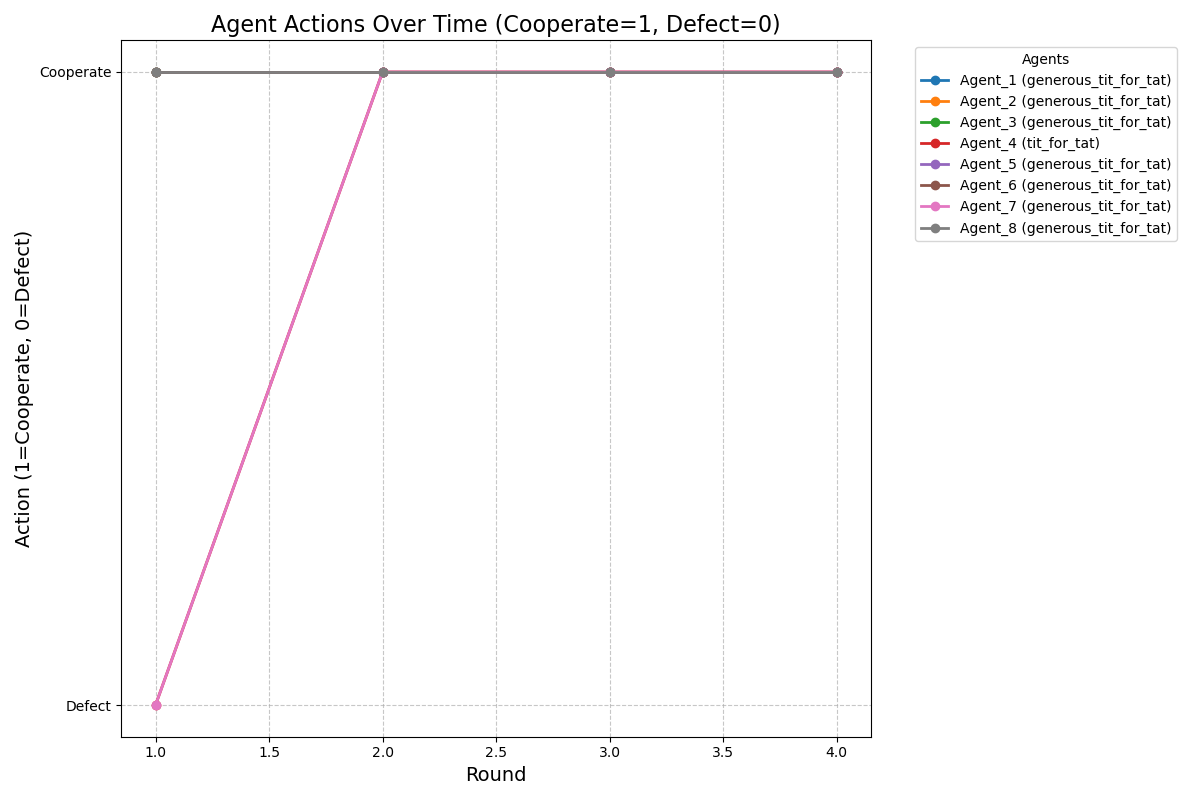 Agent Actions Over Time (Cooperate=1, Defect=0)
Action (1=Cooperate, 0=Defect)
Cooperate
Defect
1.0 1.5 2.0 2.5 3.0 3.5 4.0
Round
Agents
Agent_1 (generous_tit_for_tat)
Agent_2 (generous_tit_for_tat)
Agent_3 (generous_tit_for_tat)
Agent_4 (tit_for_tat)
Agent_5 (generous_tit_for_tat)
Agent_6 (generous_tit_for_tat)
Agent_7 (generous_tit_for_tat)
Agent_8 (generous_tit_for_tat)